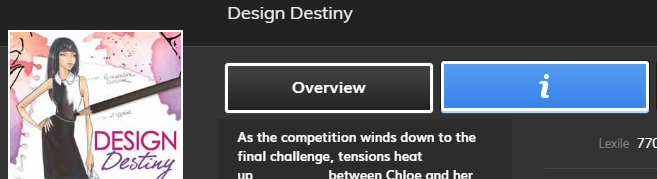 Design Destiny
Overview
i
As the competition winds down to the
final challenge, tensions heat
up between Chloe and her
Lexile 770
DESIGN
Destiny